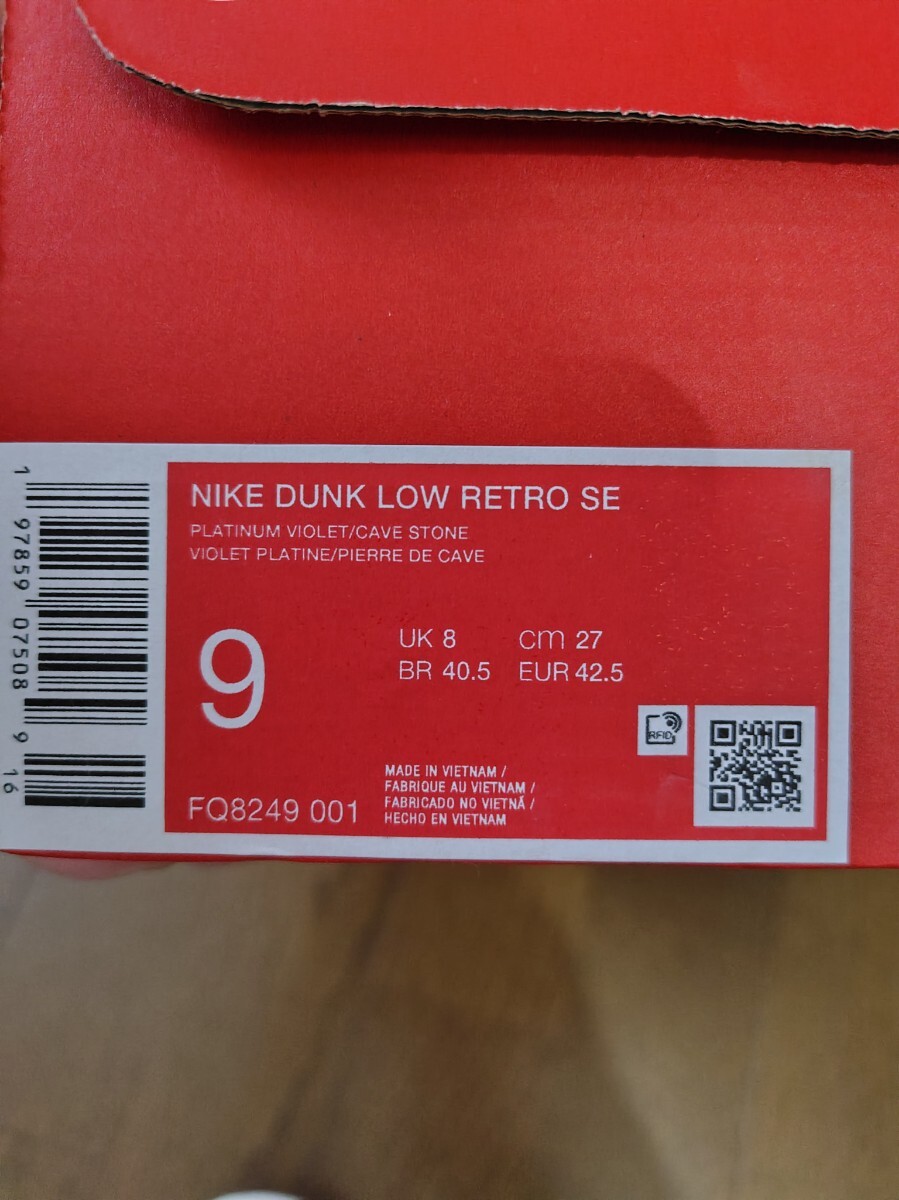 NIKE DUNK LOW RETRO SE
PLATINUM VIOLET/CAVE STONE
VIOLET PLATINE/PIERRE DE CAVE
9
UK 8 cm 27
BR 40.5 EUR 42.5
RFID
FQ8249 001
MADE IN VIETNAM /
FABRIQUE AU VIETNAM /
FABRICADO NO VIETNÃ /
HECHO EN VIETNAM
1 97859 07508 9 16